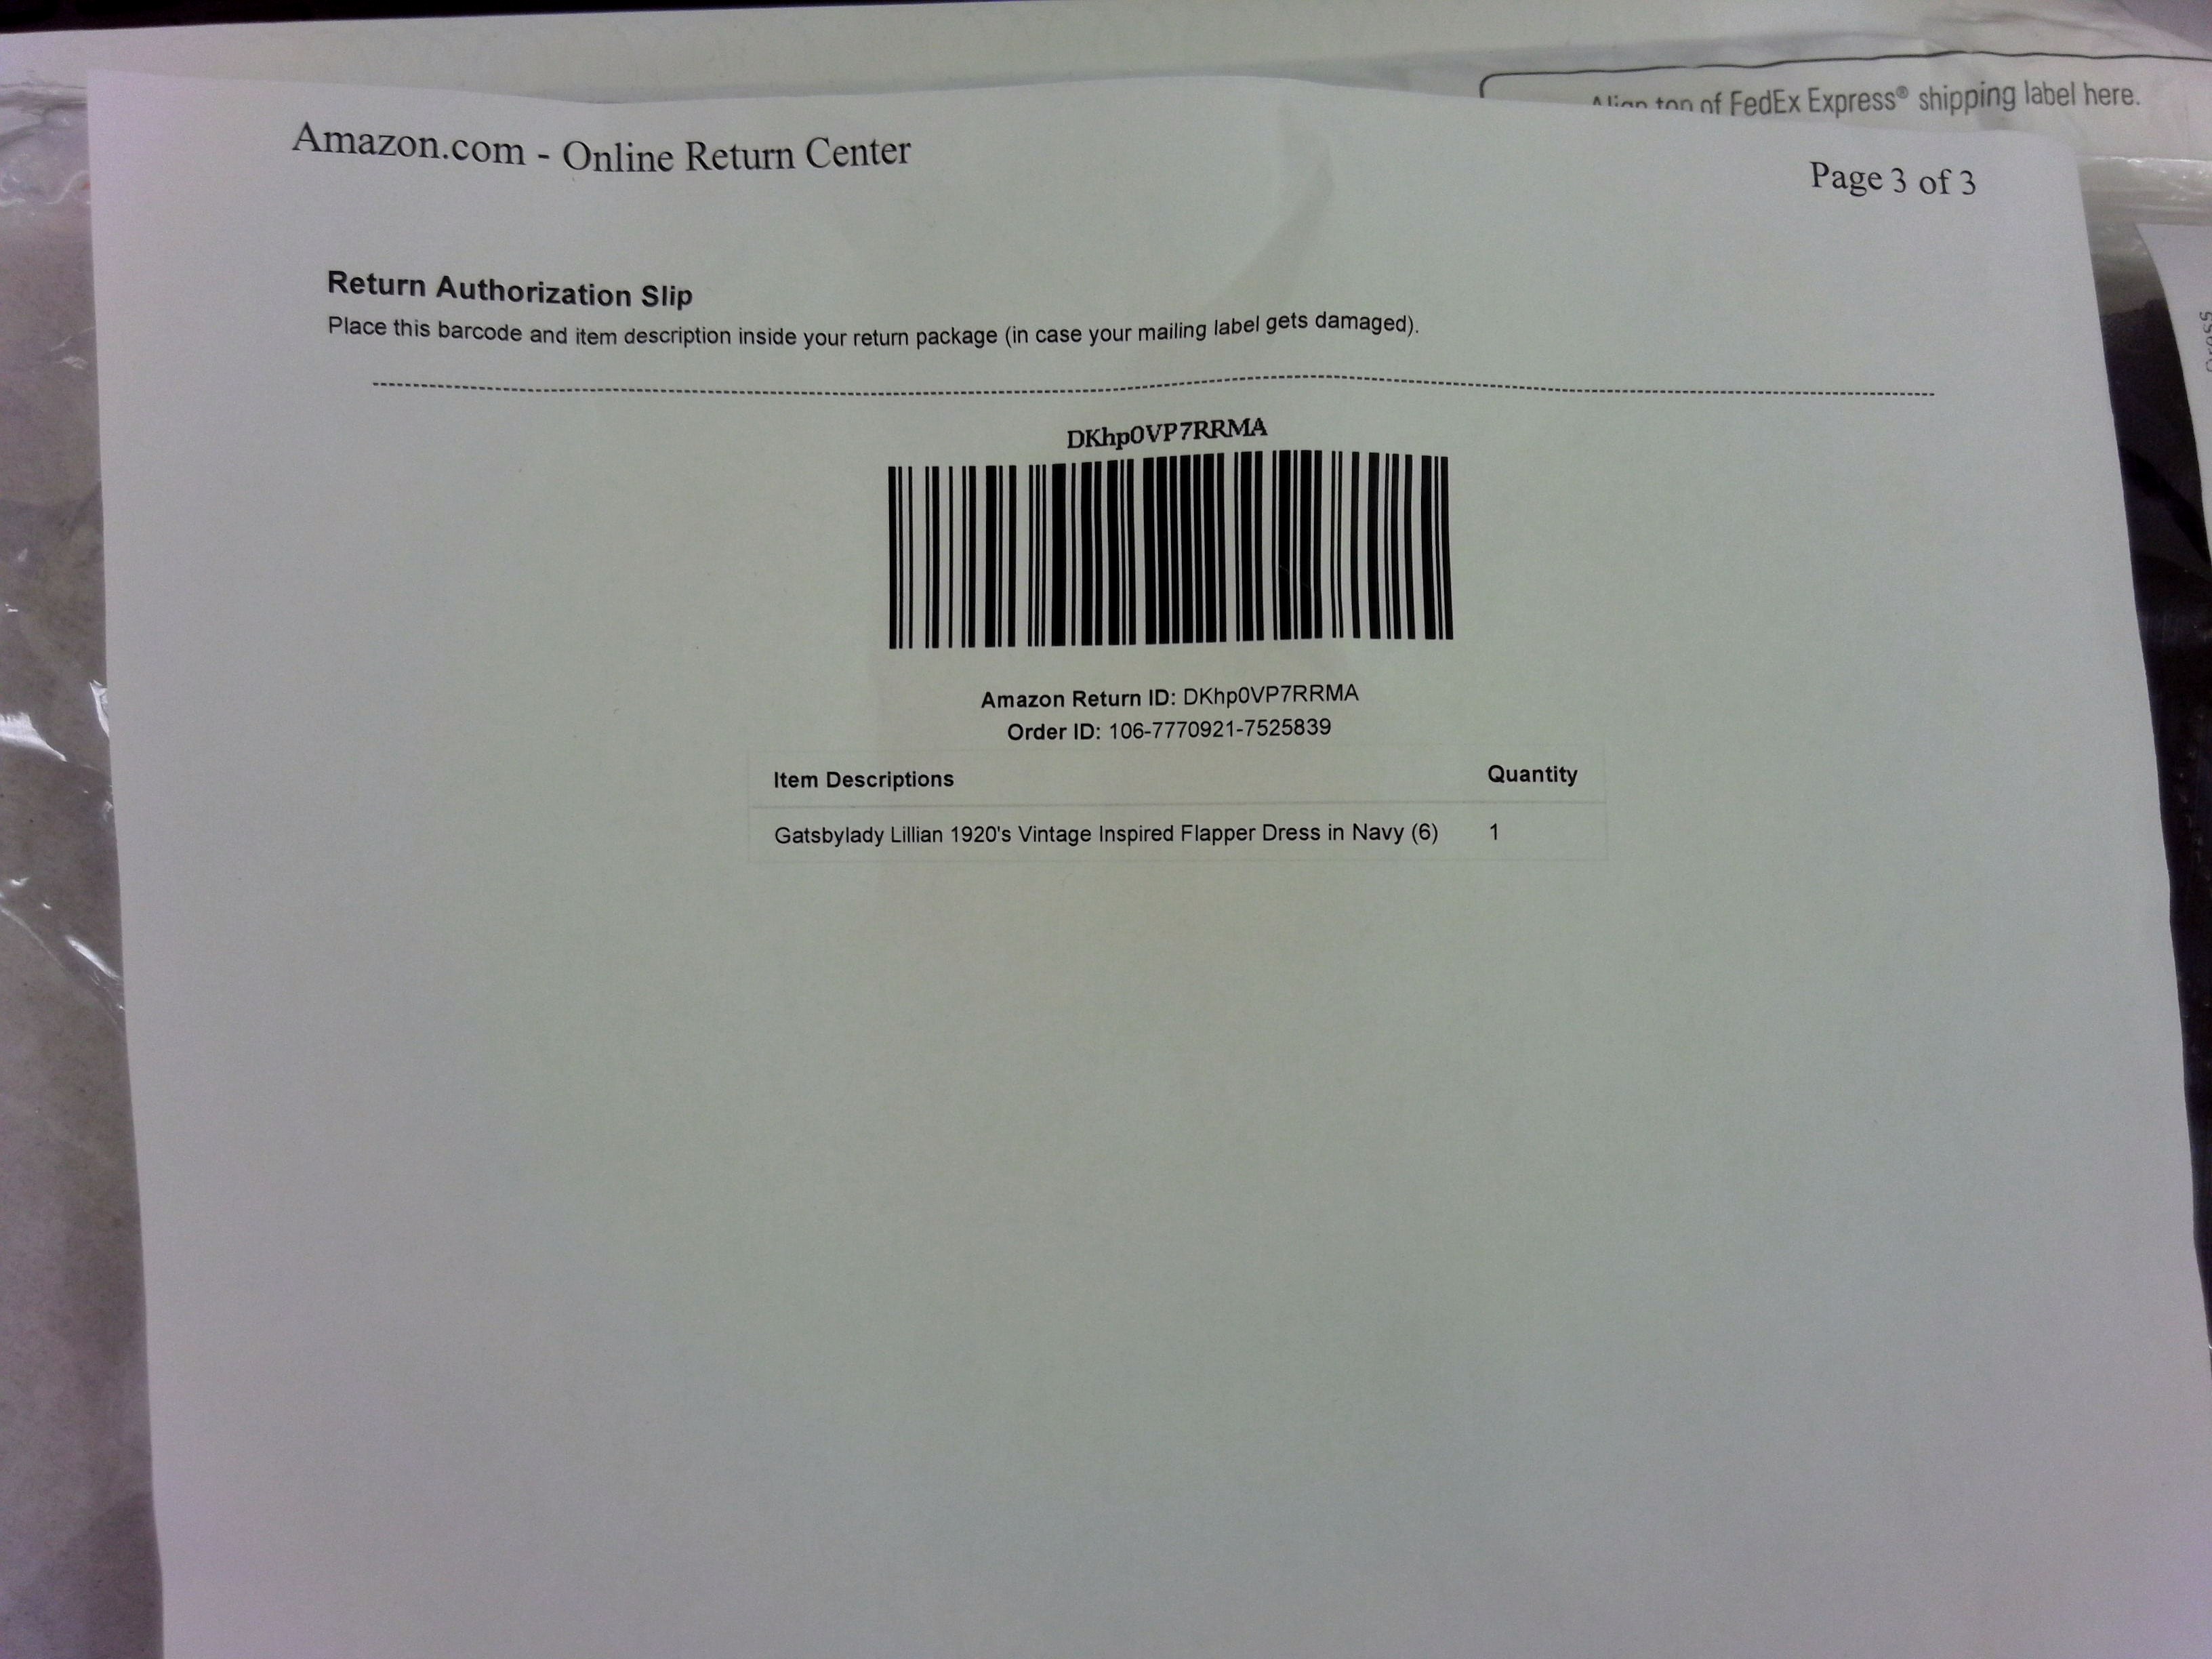 Align top of FedEx Express® shipping label here.
Amazon.com - Online Return Center
Page 3 of 3
Return Authorization Slip
Place this barcode and item description inside your return package (in case your mailing label gets damaged).
DKhp0VP7RRMA
Amazon Return ID: DKhp0VP7RRMA
Order ID: 106-7770921-7525839
Item Descriptions Quantity
Gatsbylady Lillian 1920's Vintage Inspired Flapper Dress in Navy (6) 1